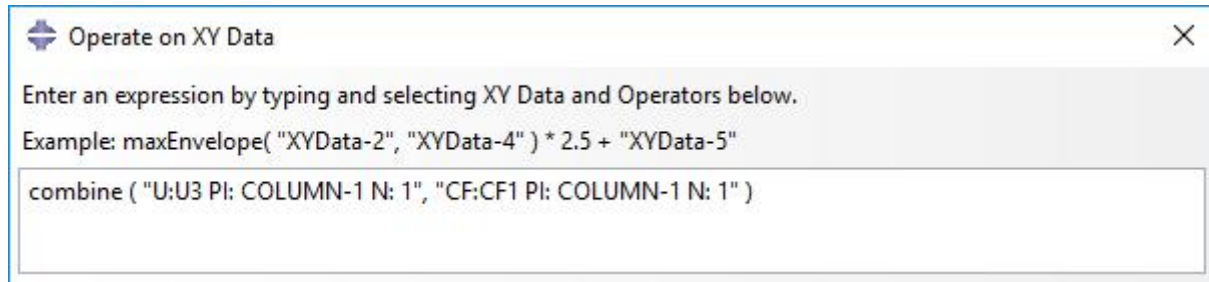 Operate on XY Data
Enter an expression by typing and selecting XY Data and Operators below.
Example: maxEnvelope( "XYData-2", "XYData-4" ) * 2.5 + "XYData-5"
combine ( "U:U3 PI: COLUMN-1 N: 1", "CF:CF1 PI: COLUMN-1 N: 1" )